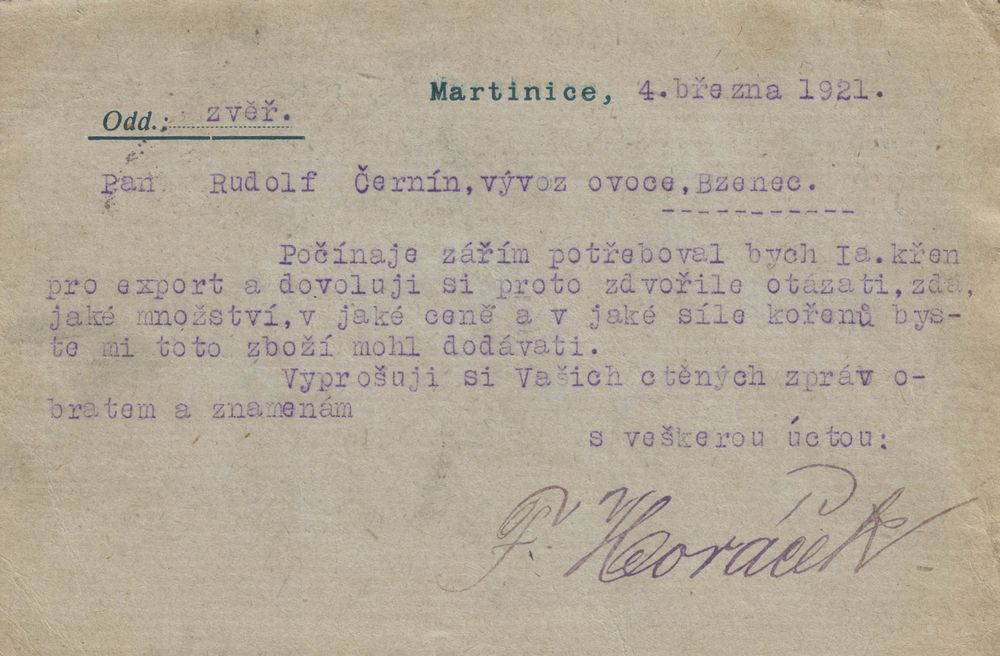 Martinice, 4.března 1921.
Odd.: zvěř.
Pan Rudolf Černín, vývoz ovoce, Bzenec.
Počínaje zářím potřeboval bych Ia. křen
pro export a dovoluji si proto zdvořile otázati, zda,
jaké množství, v jaké ceně a v jaké síle kořenů bys-
te mi toto zboží mohl dodávati.
Vyprošuji si Vašich ctěných zpráv o-
bratem a znamenám
s veškerou úctou:
F. Horáček